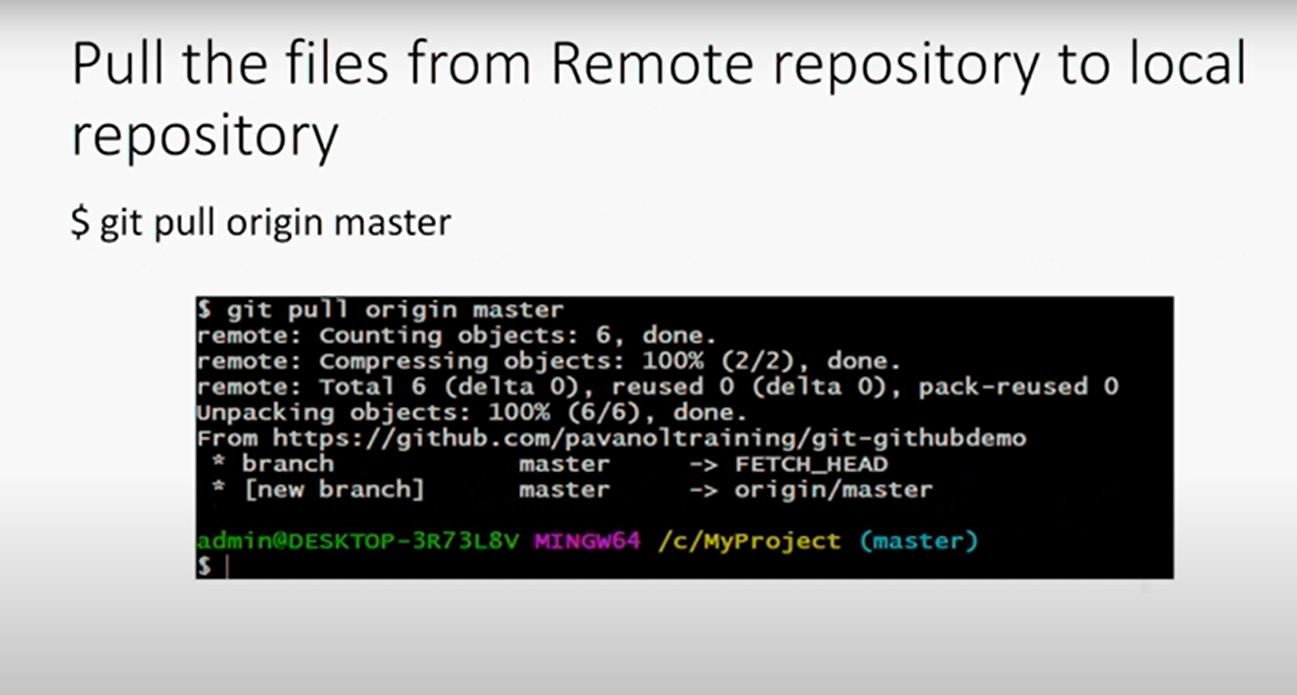 Pull the files from Remote repository to local
repository
$ git pull origin master
$ git pull origin master
remote: Counting objects: 6, done.
remote: Compressing objects: 100% (2/2), done.
remote: Total 6 (delta 0), reused 0 (delta 0), pack-reused 0
Unpacking objects: 100% (6/6), done.
From https://github.com/pavanoltraining/git-githubdemo
* branch master -> FETCH_HEAD
* [new branch] master -> origin/master
admin@DESKTOP-3R73L8V MINGW64 /c/MyProject (master)
$